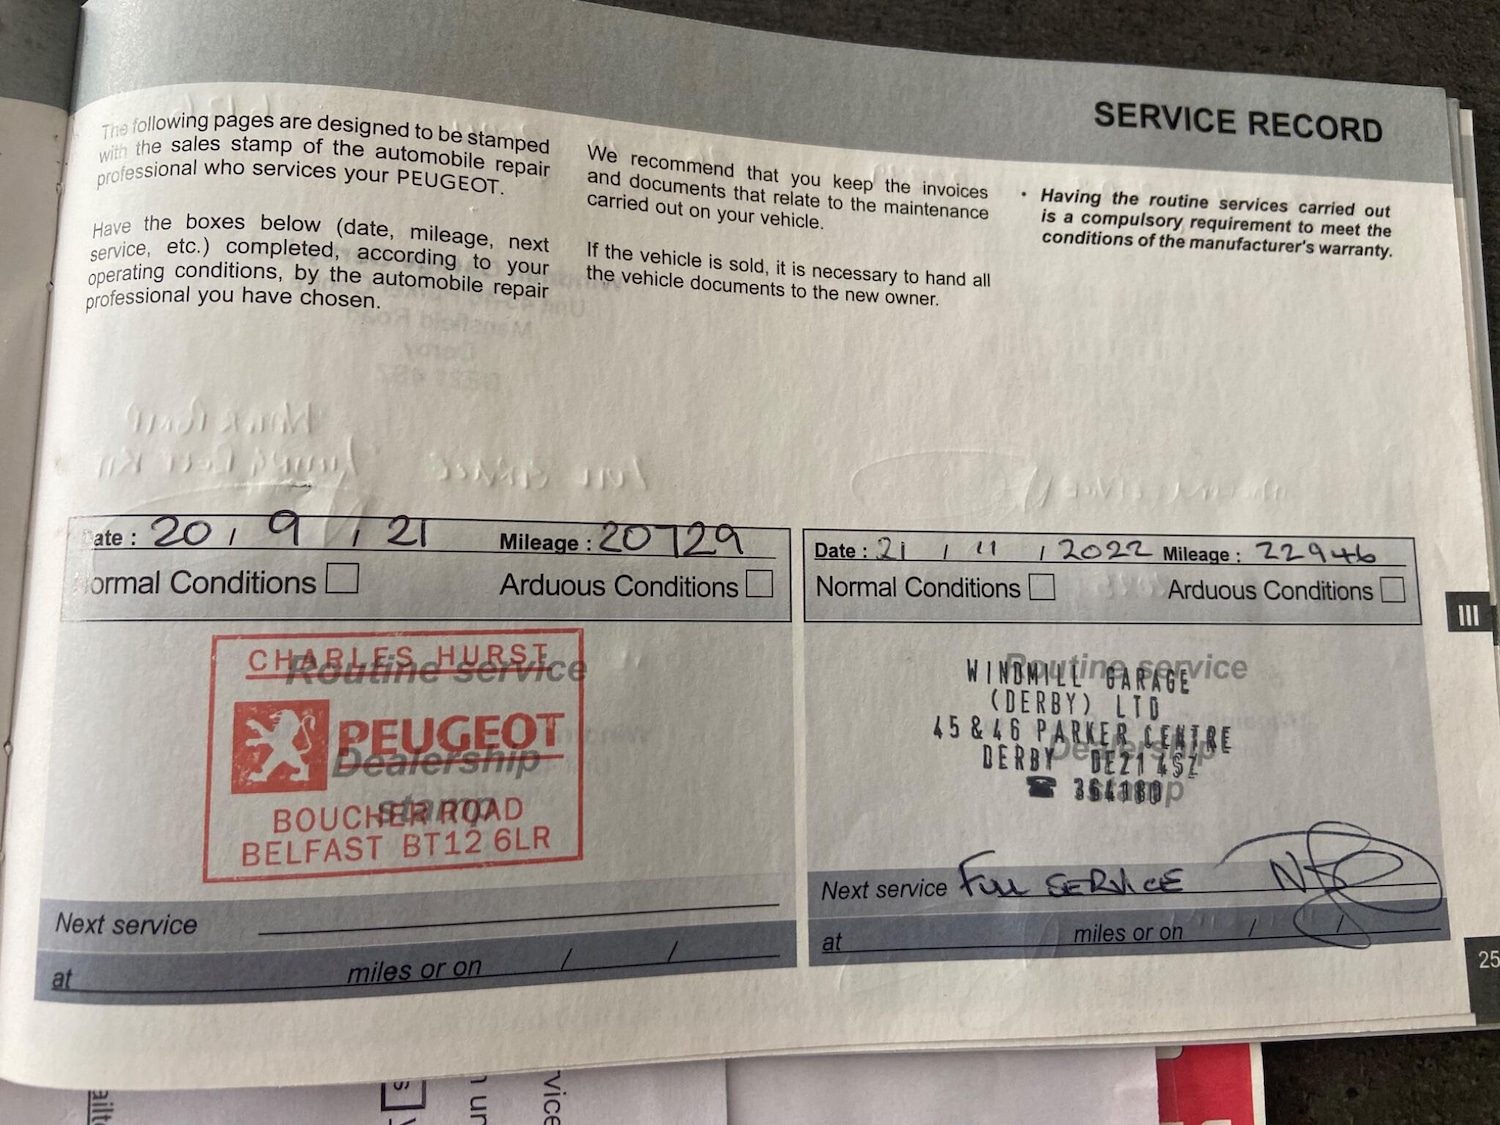 SERVICE RECORD
The following pages are designed to be stamped
with the sales stamp of the automobile repair
professional who services your PEUGEOT.
Have the boxes below (date, mileage, next
service, etc.) completed, according to your
operating conditions, by the automobile repair
professional you have chosen.
We recommend that you keep the invoices
and documents that relate to the maintenance
carried out on your vehicle.
If the vehicle is sold, it is necessary to hand all
the vehicle documents to the new owner.
• Having the routine services carried out
is a compulsory requirement to meet the
conditions of the manufacturer's warranty.
ate : 20 / 9 / 21 Mileage : 20729
ormal Conditions Arduous Conditions
Routine service
Dealership
stamp
CHARLES HURST
PEUGEOT
BOUCHER ROAD
BELFAST BT12 6LR
Next service
at miles or on / /
Date : 21 / 11 / 2022 Mileage : 22946
Normal Conditions Arduous Conditions
Routine service
Dealership
stamp
WINDMILL GARAGE
(DERBY) LTD
45 & 46 PARKER CENTRE
DERBY DE21 4SZ
☎ 364180
Next service FULL SERVICE
at miles or on / /
III
25